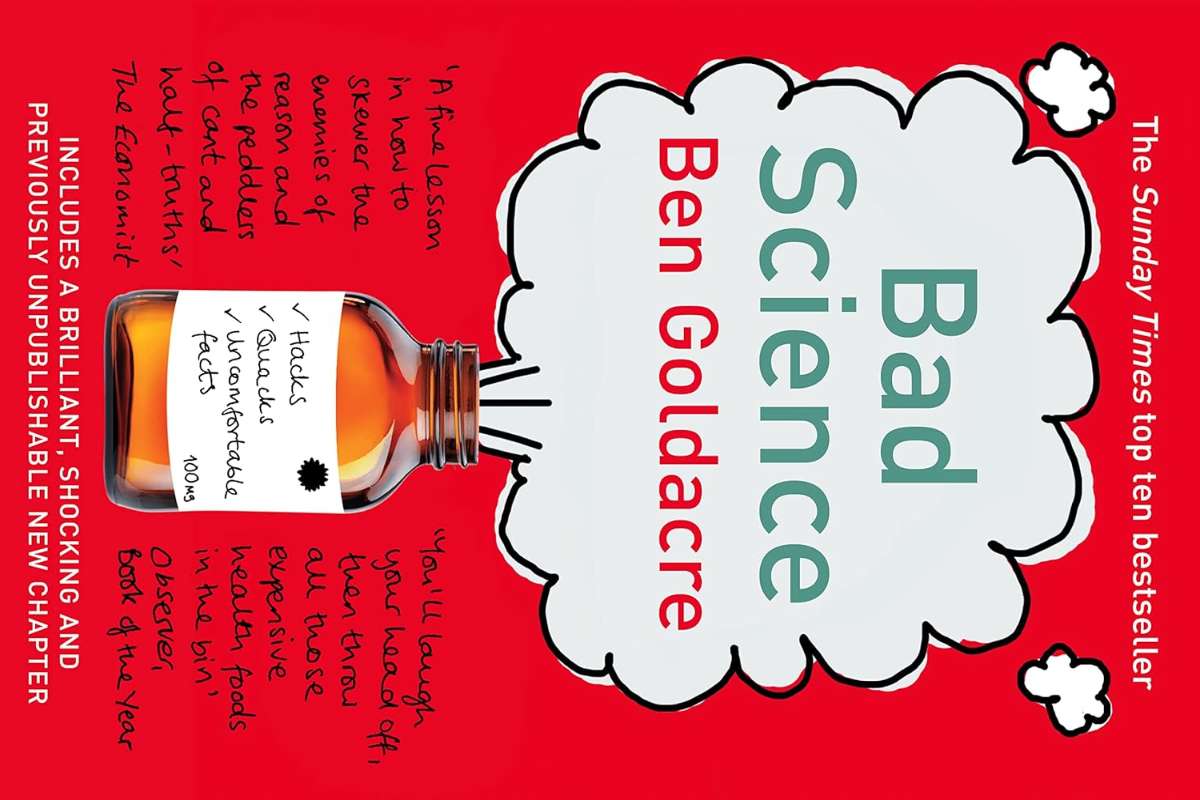 The Sunday Times top ten bestseller
Bad
Science
Ben Goldacre
'A fine lesson
in how to
skewer the
enemies of
reason and
the peddlers
of cant and
half-truths'
The Economist
✓ Hacks
✓ Quacks
✓ Uncomfortable
facts
100mg
'You'll laugh
your head off,
then throw
all those
expensive
health foods
in the bin'
Observer,
Book of the Year
INCLUDES A BRILLIANT, SHOCKING AND
PREVIOUSLY UNPUBLISHABLE NEW CHAPTER